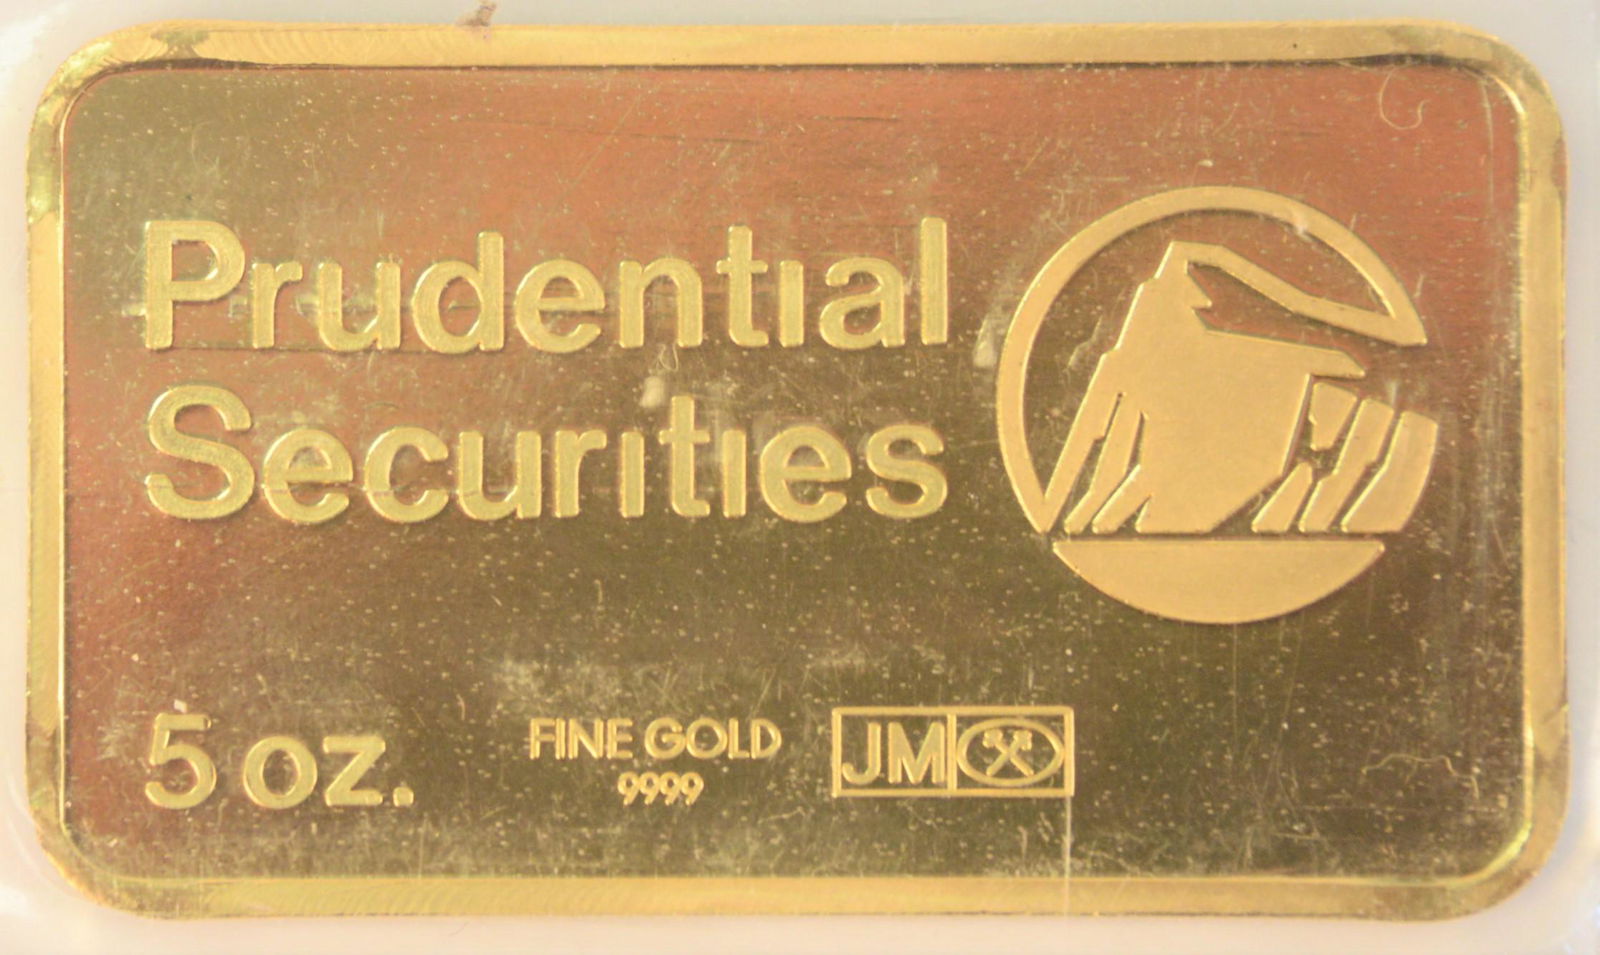 Prudential
Securities
5 oz.
FINE GOLD
9999
JM